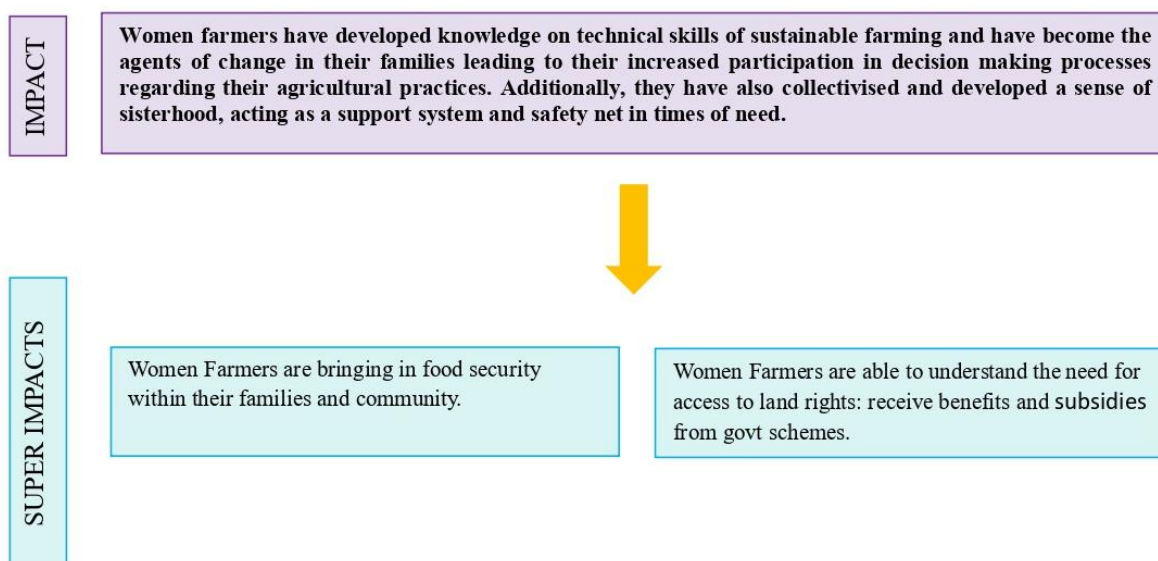 IMPACT
Women farmers have developed knowledge on technical skills of sustainable farming and have become the
agents of change in their families leading to their increased participation in decision making processes
regarding their agricultural practices. Additionally, they have also collectivised and developed a sense of
sisterhood, acting as a support system and safety net in times of need.
SUPER IMPACTS
Women Farmers are bringing in food security
within their families and community.
Women Farmers are able to understand the need for
access to land rights: receive benefits and subsidies
from govt schemes.